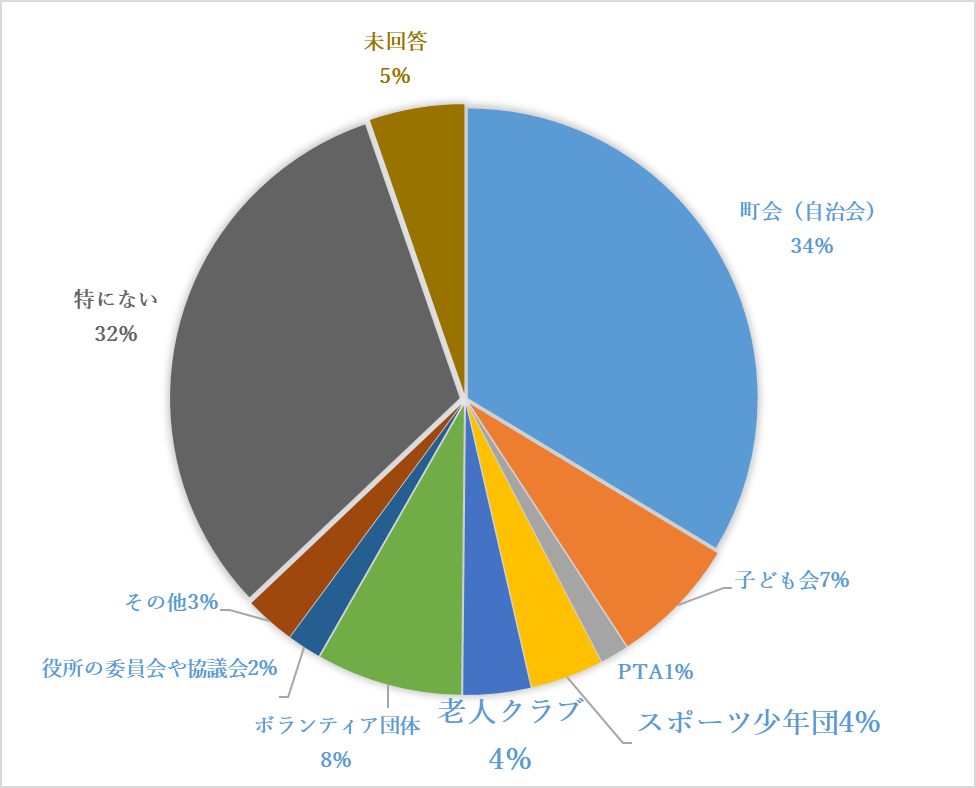 未回答
5%
町会（自治会）
34%
特にない
32%
子ども会7%
その他3%
役所の委員会や協議会2%
PTA1%
ボランティア団体
8%
老人クラブ
4%
スポーツ少年団4%